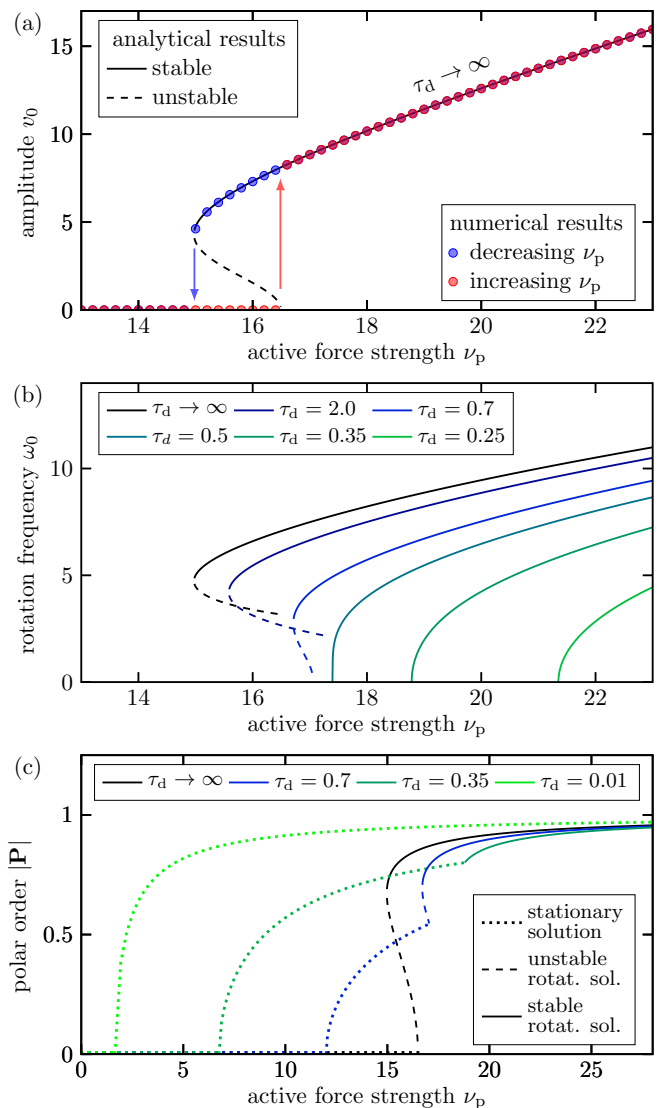 (a)
analytical results
stable
unstable
τd → ∞
numerical results
decreasing νp
increasing νp
amplitude v0
0
5
10
15
14 16 18 20 22
active force strength νp
(b)
τd → ∞ τd = 2.0 τd = 0.7
τd = 0.5 τd = 0.35 τd = 0.25
rotation frequency ω0
0
5
10
14 16 18 20 22
active force strength νp
(c)
τd → ∞ τd = 0.7 τd = 0.35 τd = 0.01
stationary
solution
unstable
rotat. sol.
stable
rotat. sol.
polar order |P|
0
0.5
1
0 5 10 15 20 25
active force strength νp